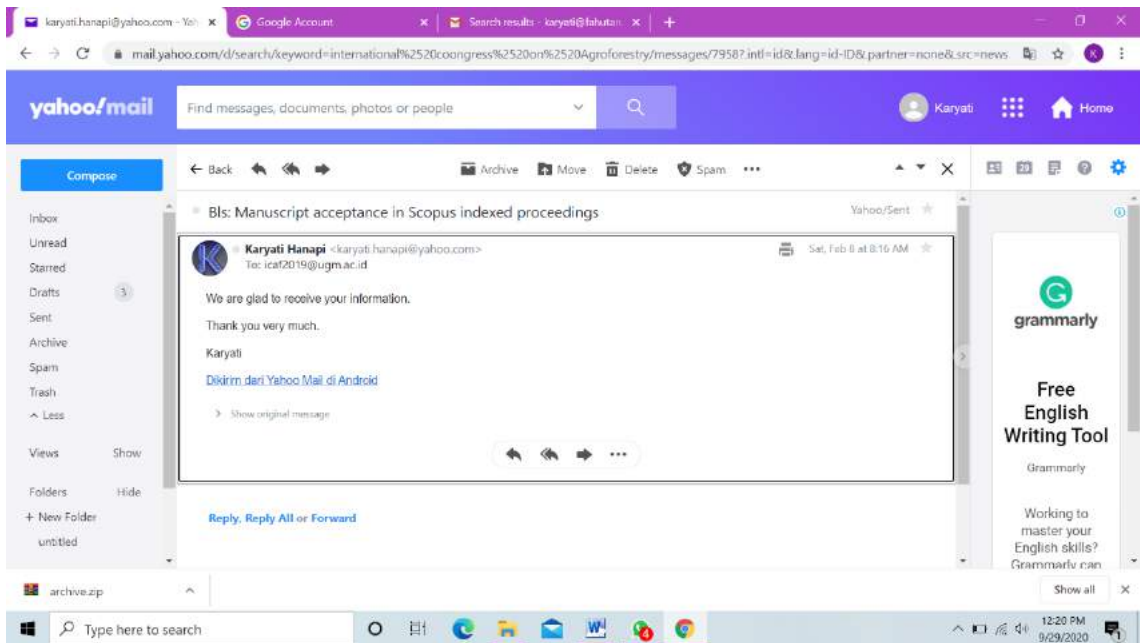 karyati.hanapi@yahoo.com - Yah
Google Account
Search results - karyati@fahutan
mail.yahoo.com/d/search/keyword=international%2520coongress%2520on%2520Agroforestry/messages/7958?.intl=id&.lang=id-ID&.partner=none&.src=news
K
yahoo!mail
Find messages, documents, photos or people
Karyati
Home
Compose
Back
Archive
Move
Delete
Spam
29
Inbox
Unread
Starred
Drafts
3
Sent
Archive
Spam
Trash
Less
Views
Show
Folders
Hide
+ New Folder
untitled
Bls: Manuscript acceptance in Scopus indexed proceedings
Yahoo/Sent
Karyati Hanapi <karyati.hanapi@yahoo.com>
Sat, Feb 8 at 8:16 AM
To: icaf2019@ugm.ac.id
We are glad to receive your information.
Thank you very much.
Karyati
Dikirim dari Yahoo Mail di Android
Show original message
Reply, Reply All or Forward
grammarly
Free
English
Writing Tool
Grammarly
Working to
master your
English skills?
Grammarly can
archive.zip
Show all
Type here to search
12:20 PM
9/29/2020